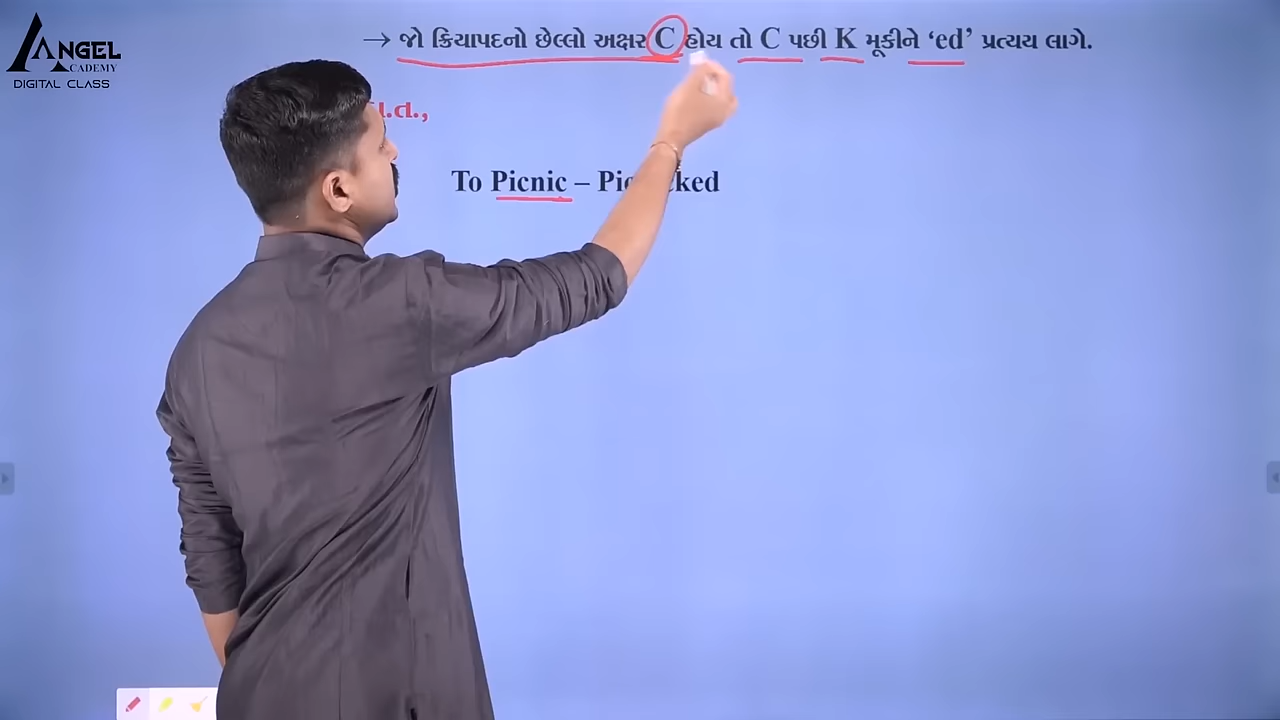 ANGEL
ACADEMY
DIGITAL CLASS
→ જો ક્રિયાપદનો છેલ્લો અક્ષર C હોય તો C પછી K મૂકીને ‘ed’ પ્રત્યય લાગે.
To Picnic –